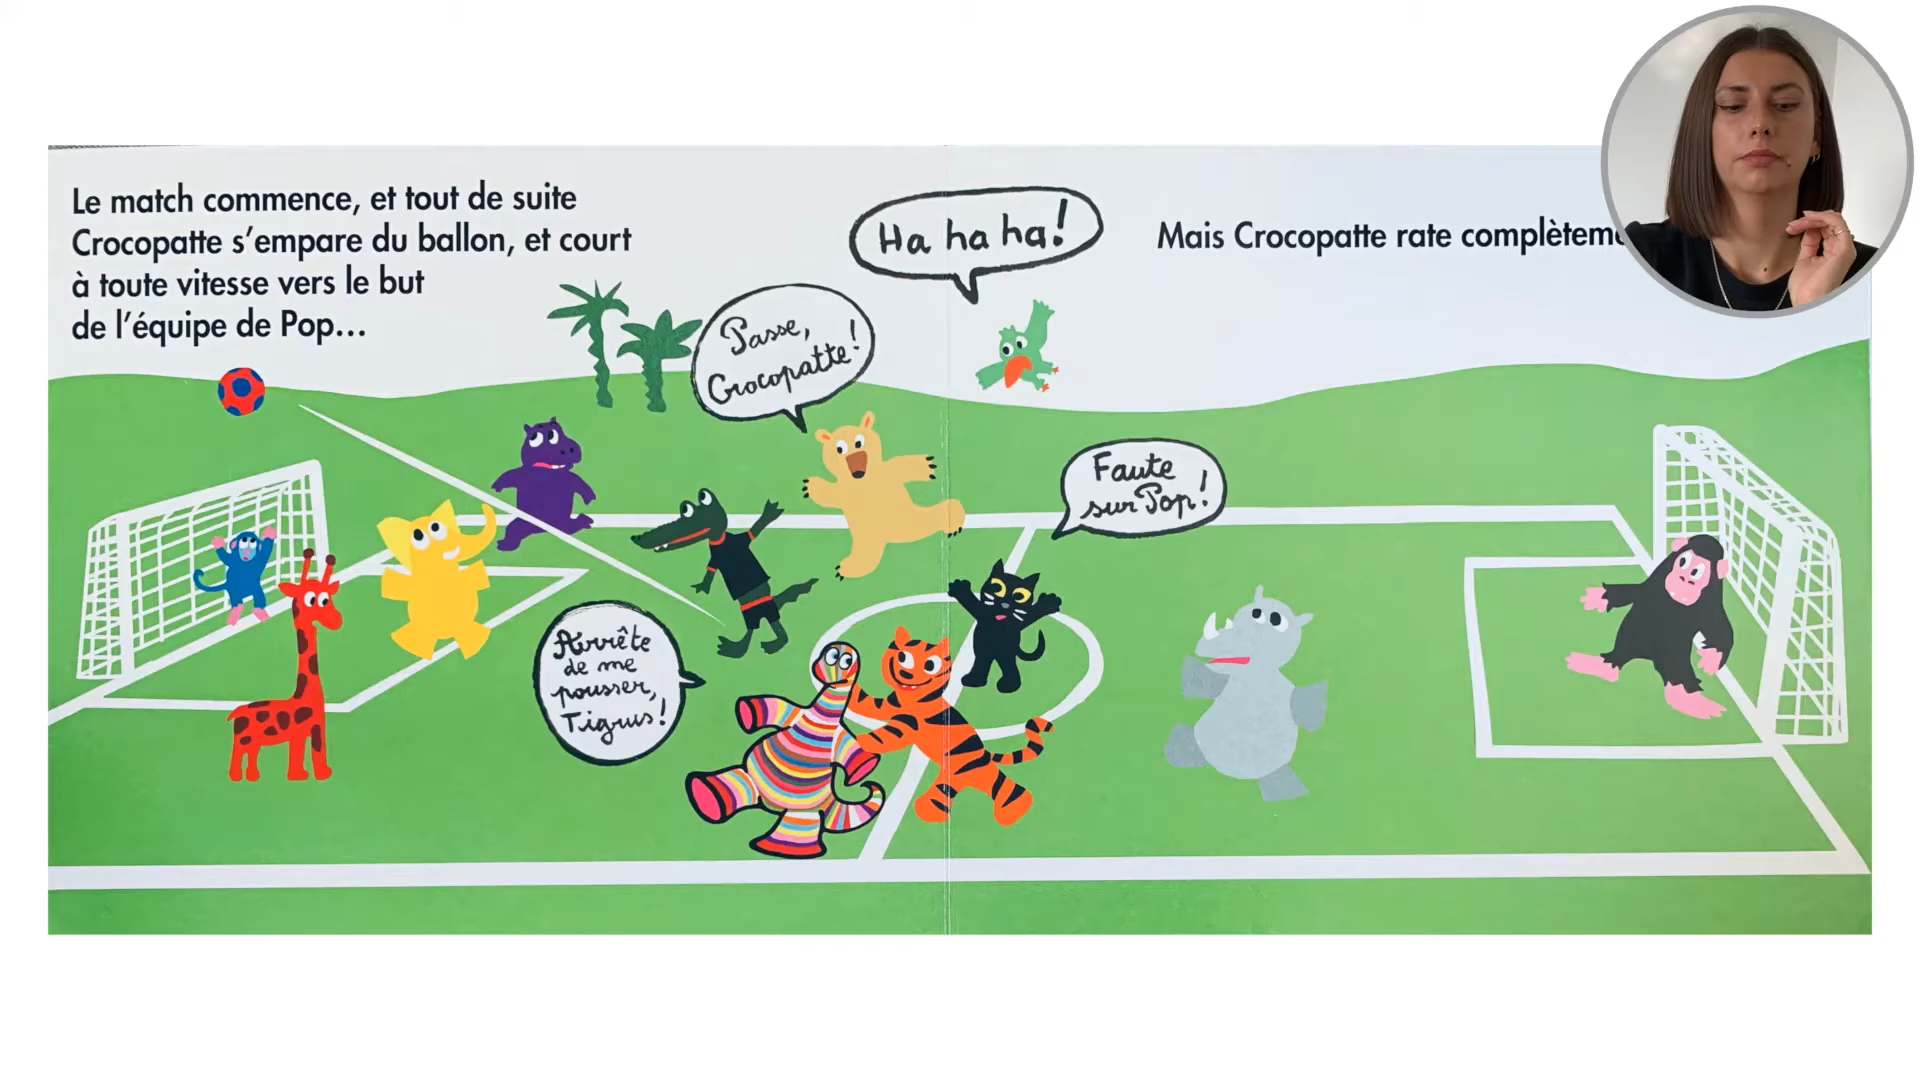 Le match commence, et tout de suite
Crocopatte s'empare du ballon, et court
à toute vitesse vers le but
de l'équipe de Pop...
Ha ha ha!
Passe,
Crocopatte!
Mais Crocopatte rate
Faute
sur Pop!
Arrête
de me
pousser,
Tigrus!